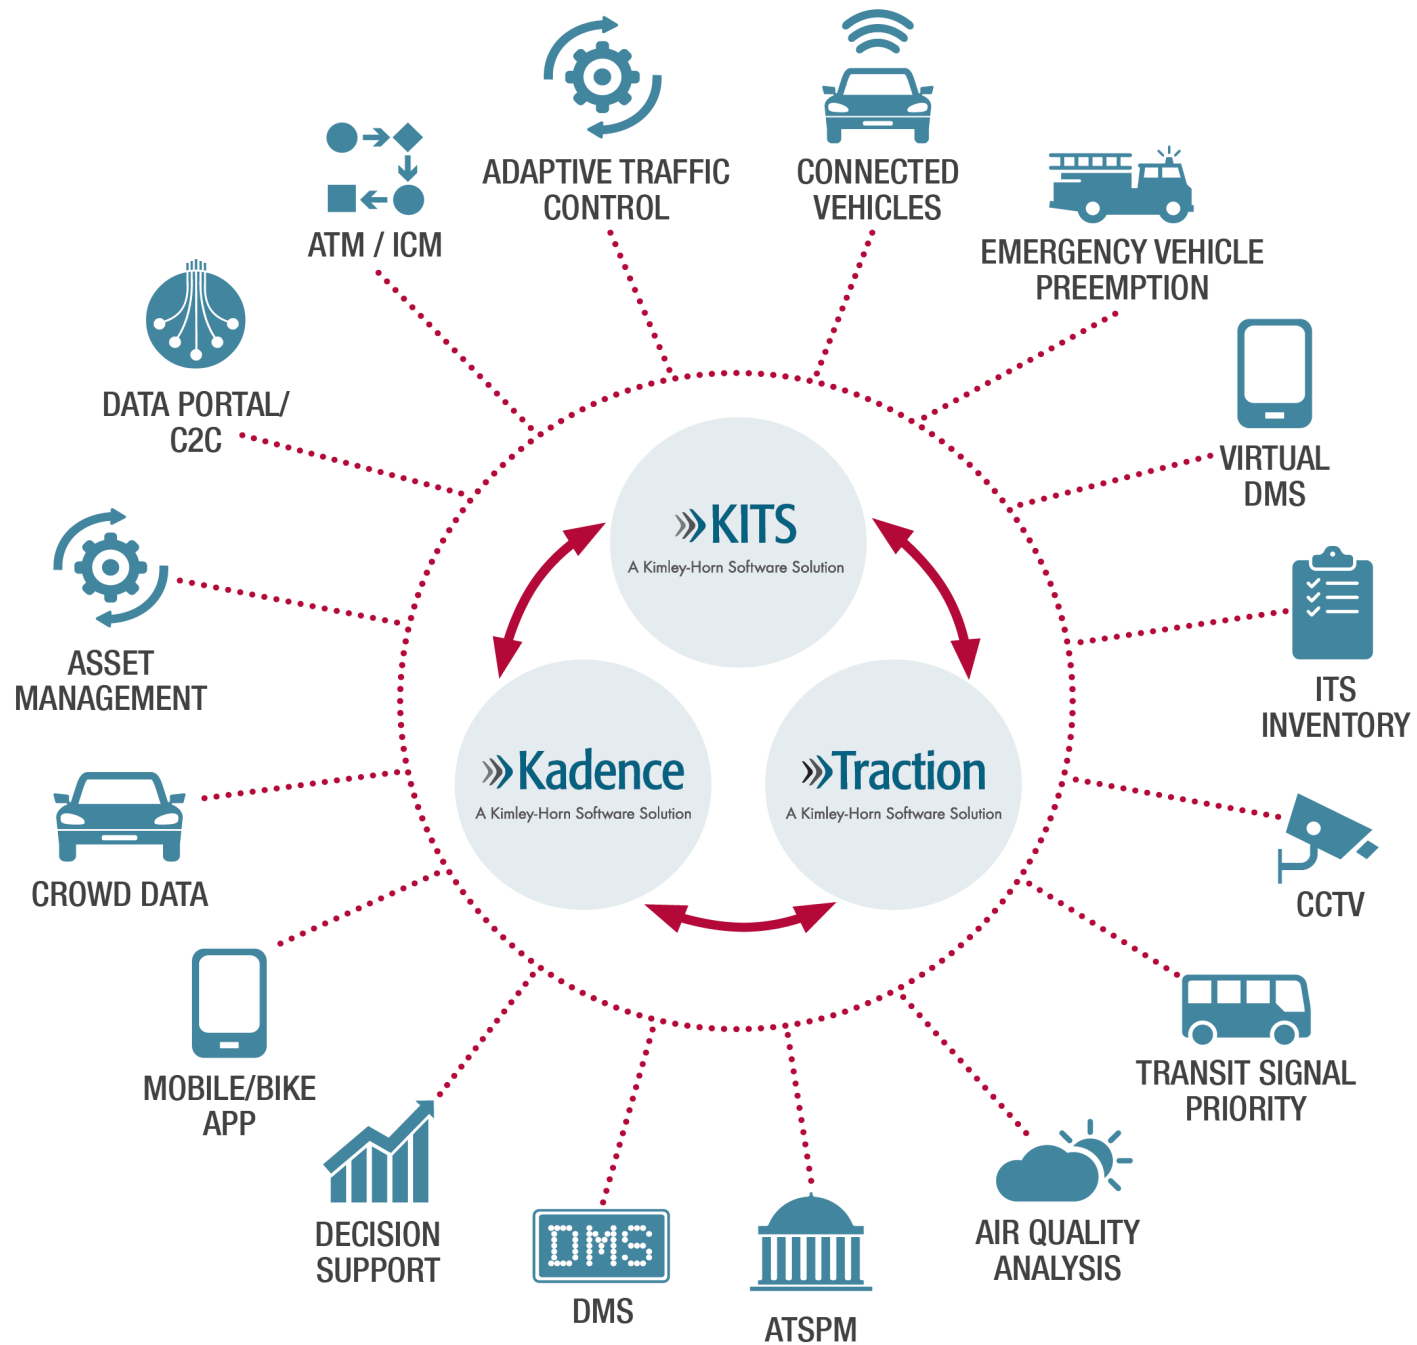 ADAPTIVE TRAFFIC
CONTROL
CONNECTED
VEHICLES
ATM / ICM
EMERGENCY VEHICLE
PREEMPTION
DATA PORTAL/
C2C
VIRTUAL
DMS
KITS
A Kimley-Horn Software Solution
ASSET
MANAGEMENT
ITS
INVENTORY
Kadence
A Kimley-Horn Software Solution
Traction
A Kimley-Horn Software Solution
CROWD DATA
CCTV
MOBILE/BIKE
APP
TRANSIT SIGNAL
PRIORITY
DECISION
SUPPORT
DMS
DMS
ATSPM
AIR QUALITY
ANALYSIS